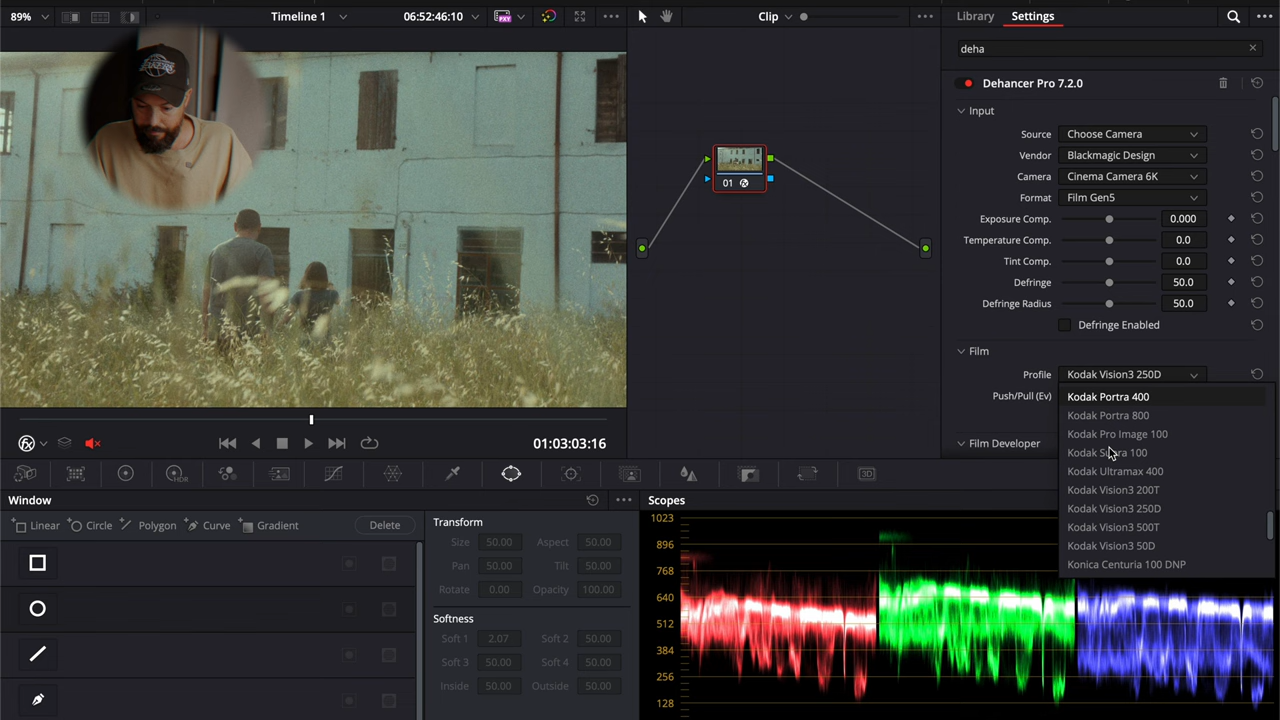 89%
Timeline 1
06:52:46:10
FXY
Clip
Library
Settings
deha
Dehancer Pro 7.2.0
Input
Source
Choose Camera
Vendor
Blackmagic Design
Camera
Cinema Camera 6K
Format
Film Gen5
Exposure Comp.
0.000
Temperature Comp.
0.0
Tint Comp.
0.0
Defringe
50.0
Defringe Radius
50.0
Defringe Enabled
Film
Profile
Kodak Vision3 250D
Push/Pull (Ev)
Kodak Portra 400
Kodak Portra 800
Kodak Pro Image 100
Kodak Supra 100
Kodak Ultramax 400
Kodak Vision3 200T
Kodak Vision3 250D
Kodak Vision3 500T
Kodak Vision3 50D
Konica Centuria 100 DNP
Film Developer
01
fx
01:03:03:16
HDR
3D
Window
Linear
Circle
Polygon
Curve
Gradient
Delete
Transform
Size
50.00
Aspect
50.00
Pan
50.00
Tilt
50.00
Rotate
0.00
Opacity
100.00
Softness
Soft 1
2.07
Soft 2
50.00
Soft 3
50.00
Soft 4
50.00
Inside
50.00
Outside
50.00
Scopes
1023
896
768
640
512
384
256
128